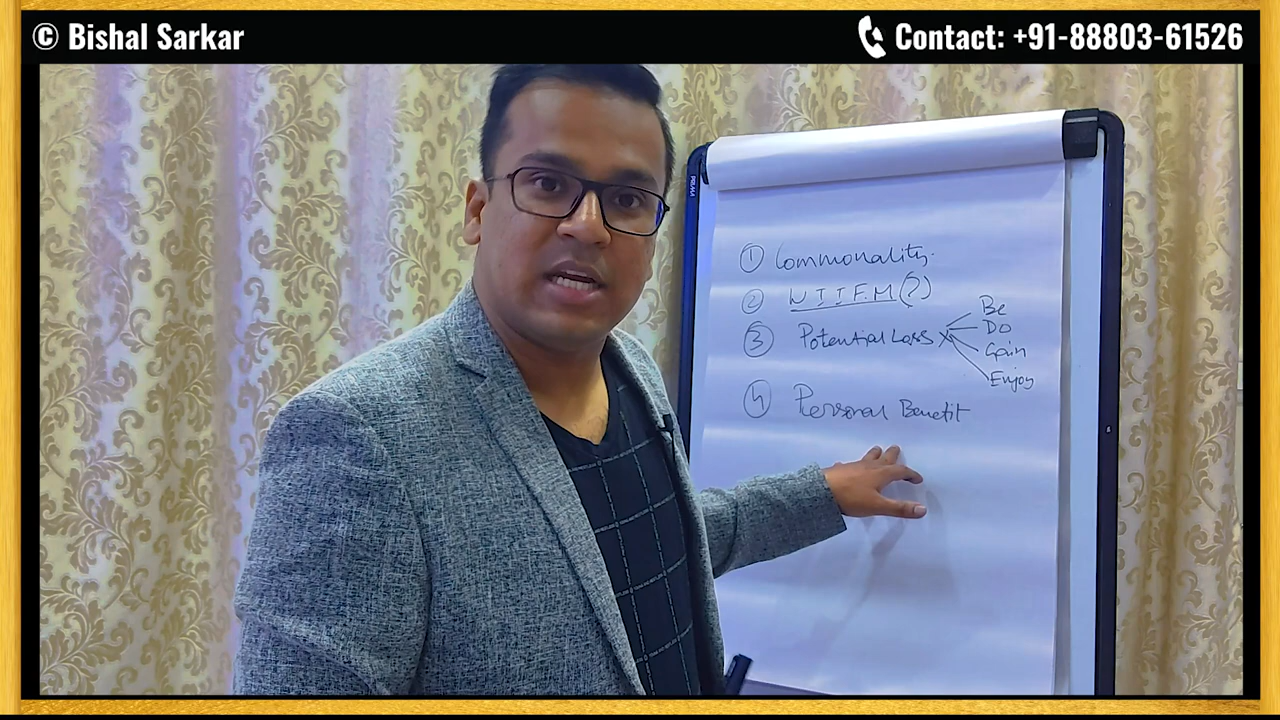 © Bishal Sarkar
Contact: +91-88803-61526
① Commonality.
② W I I F.M (?)
③ Potential Loss
Be
Do
Gain
Enjoy
④ Personal Benefit